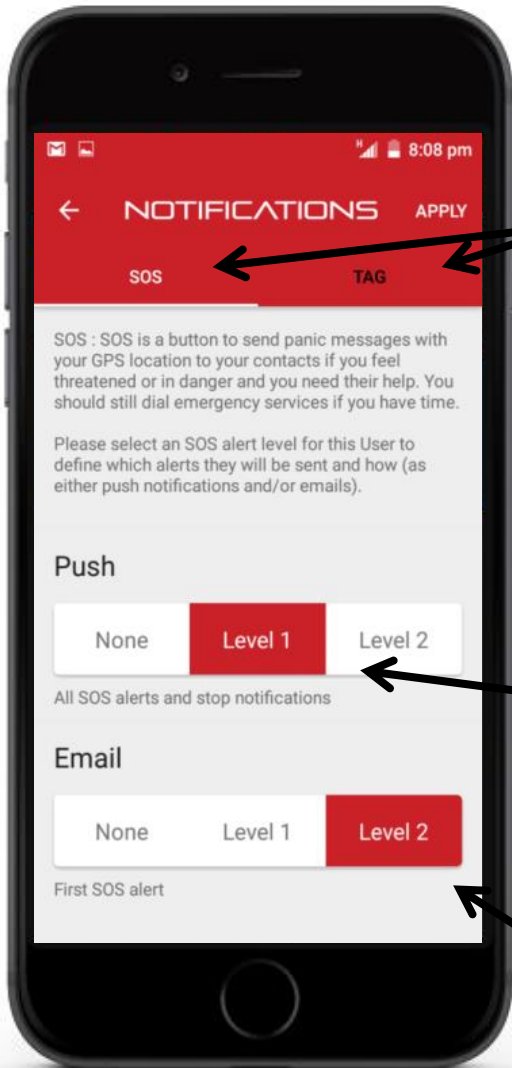 H 8:08 pm
NOTIFICATIONS APPLY
SOS TAG
SOS : SOS is a button to send panic messages with
your GPS location to your contacts if you feel
threatened or in danger and you need their help. You
should still dial emergency services if you have time.
Please select an SOS alert level for this User to
define which alerts they will be sent and how (as
either push notifications and/or emails).
Push
None Level 1 Level 2
All SOS alerts and stop notifications
Email
None Level 1 Level 2
First SOS alert